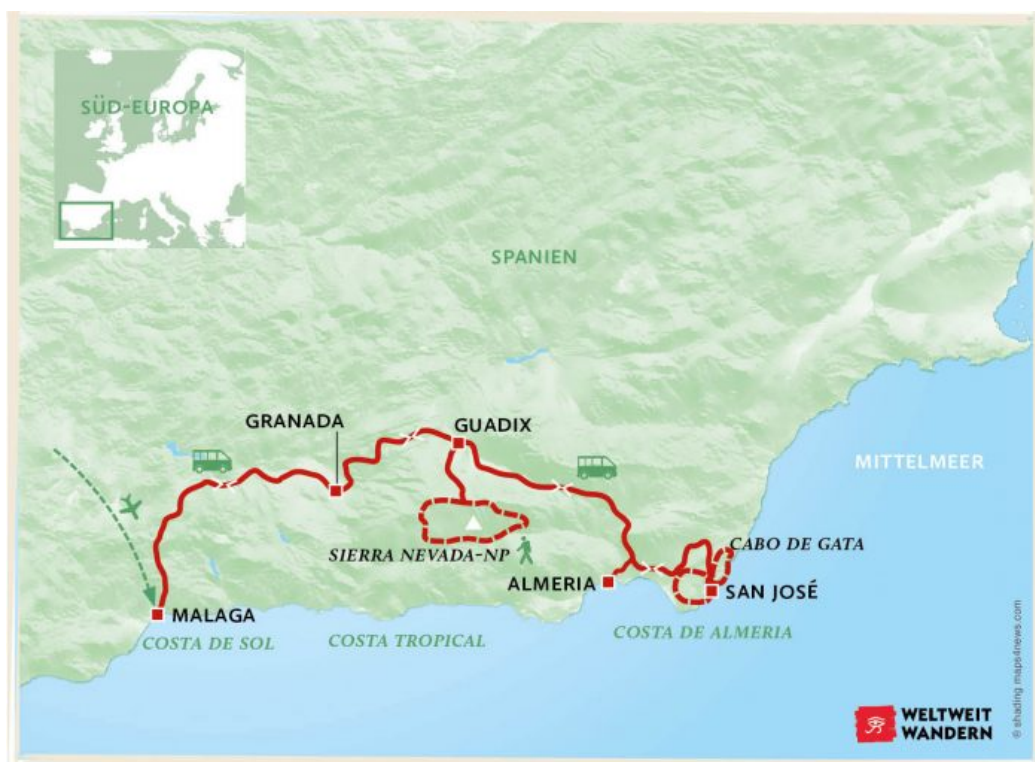 SÜD-EUROPA
SPANIEN
GRANADA
GUADIX
MITTELMEER
SIERRA NEVADA-NP
CABO DE GATA
ALMERIA
SAN JOSÉ
MALAGA
COSTA DE SOL
COSTA TROPICAL
COSTA DE ALMERIA
WELTWEIT
WANDERN
© shading maps4news.com